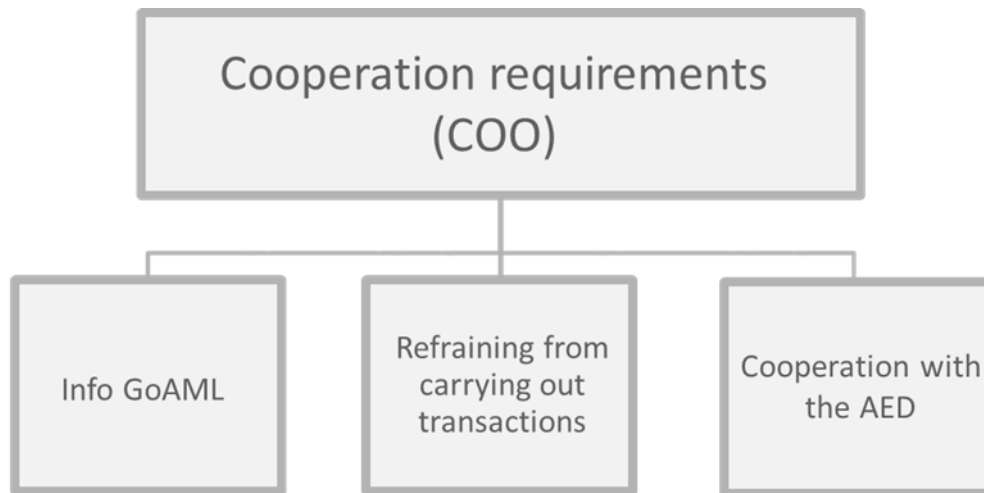 Cooperation requirements
(COO)
Info GoAML
Refraining from
carrying out
transactions
Cooperation with
the AED